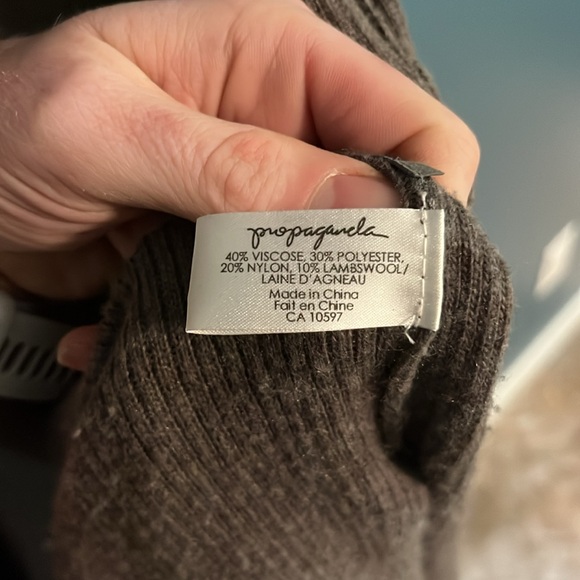 propaganda
40% VISCOSE, 30% POLYESTER,
20% NYLON, 10% LAMBSWOOL/
LAINE D'AGNEAU
Made in China
Fait en Chine
CA 10597